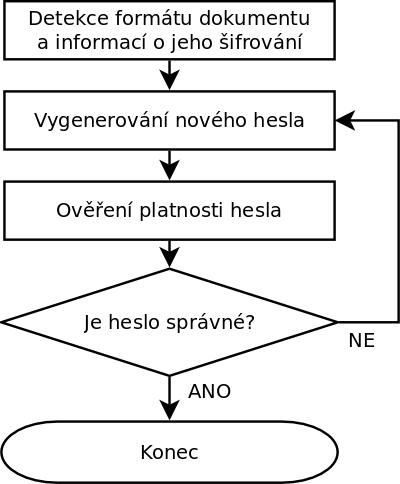 Detekce formátu dokumentu
a informací o jeho šifrování
Vygenerování nového hesla
Ověření platnosti hesla
Je heslo správné?
NE
ANO
Konec